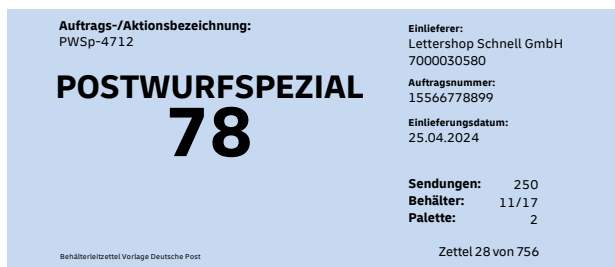 Auftrags-/Aktionsbezeichnung:
PWSp-4712
POSTWURFSPEZIAL
78
Behälterleitzettel Vorlage Deutsche Post
Einlieferer:
Lettershop Schnell GmbH
7000030580
Auftragsnummer:
15566778899
Einlieferungsdatum:
25.04.2024
Sendungen: 250
Behälter: 11/17
Palette: 2
Zettel 28 von 756